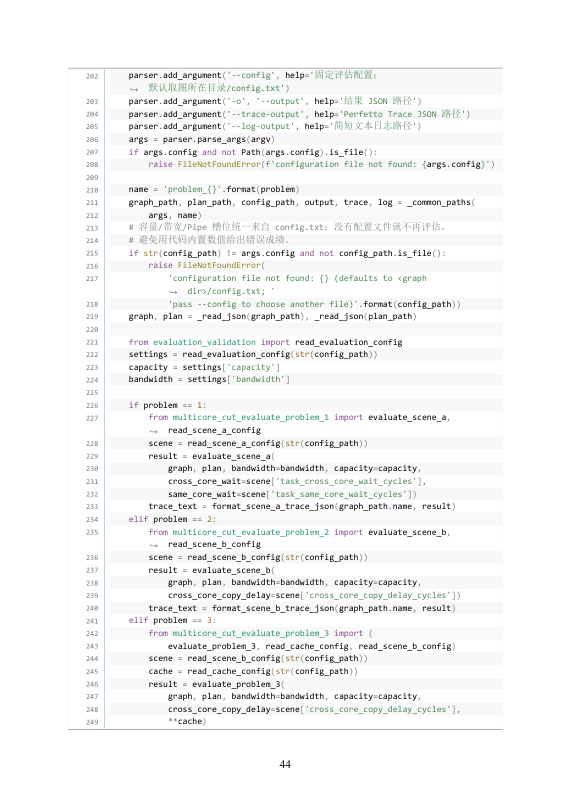 202 parser.add_argument('--config', help='固定评估配置；
↪ 默认取图所在目录/config.txt')
203 parser.add_argument('-o', '--output', help='结果 JSON 路径')
204 parser.add_argument('--trace-output', help='Perfetto Trace JSON 路径')
205 parser.add_argument('--log-output', help='简短文本日志路径')
206 args = parser.parse_args(argv)
207 if args.config and not Path(args.config).is_file():
208 raise FileNotFoundError(f'configuration file not found: {args.config}')
209
210 name = 'problem_{}'.format(problem)
211 graph_path, plan_path, config_path, output, trace, log = _common_paths(
212 args, name)
213 # 容量/带宽/Pipe 槽位统一来自 config.txt；没有配置文件就不再评估，
214 # 避免用代码内置数值给出错误成绩。
215 if str(config_path) != args.config and not config_path.is_file():
216 raise FileNotFoundError(
217 'configuration file not found: {} (defaults to <graph
↪ dir>/config.txt; '
218 'pass --config to choose another file)'.format(config_path))
219 graph, plan = _read_json(graph_path), _read_json(plan_path)
220
221 from evaluation_validation import read_evaluation_config
222 settings = read_evaluation_config(str(config_path))
223 capacity = settings['capacity']
224 bandwidth = settings['bandwidth']
225
226 if problem == 1:
227 from multicore_cut_evaluate_problem_1 import evaluate_scene_a,
↪ read_scene_a_config
228 scene = read_scene_a_config(str(config_path))
229 result = evaluate_scene_a(
230 graph, plan, bandwidth=bandwidth, capacity=capacity,
231 cross_core_wait=scene['task_cross_core_wait_cycles'],
232 same_core_wait=scene['task_same_core_wait_cycles'])
233 trace_text = format_scene_a_trace_json(graph_path.name, result)
234 elif problem == 2:
235 from multicore_cut_evaluate_problem_2 import evaluate_scene_b,
↪ read_scene_b_config
236 scene = read_scene_b_config(str(config_path))
237 result = evaluate_scene_b(
238 graph, plan, bandwidth=bandwidth, capacity=capacity,
239 cross_core_copy_delay=scene['cross_core_copy_delay_cycles'])
240 trace_text = format_scene_b_trace_json(graph_path.name, result)
241 elif problem == 3:
242 from multicore_cut_evaluate_problem_3 import (
243 evaluate_problem_3, read_cache_config, read_scene_b_config)
244 scene = read_scene_b_config(str(config_path))
245 cache = read_cache_config(str(config_path))
246 result = evaluate_problem_3(
247 graph, plan, bandwidth=bandwidth, capacity=capacity,
248 cross_core_copy_delay=scene['cross_core_copy_delay_cycles'],
249 **cache)
44